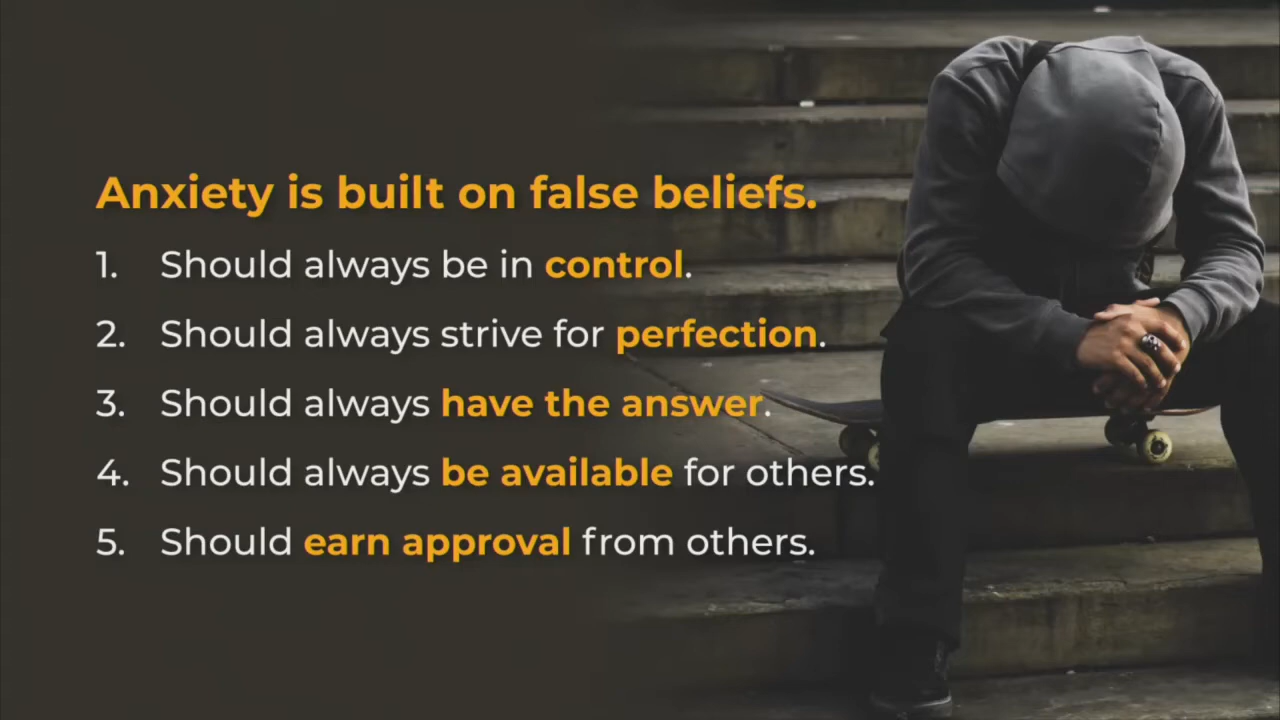 Anxiety is built on false beliefs.
1. Should always be in control.
2. Should always strive for perfection.
3. Should always have the answer.
4. Should always be available for others.
5. Should earn approval from others.